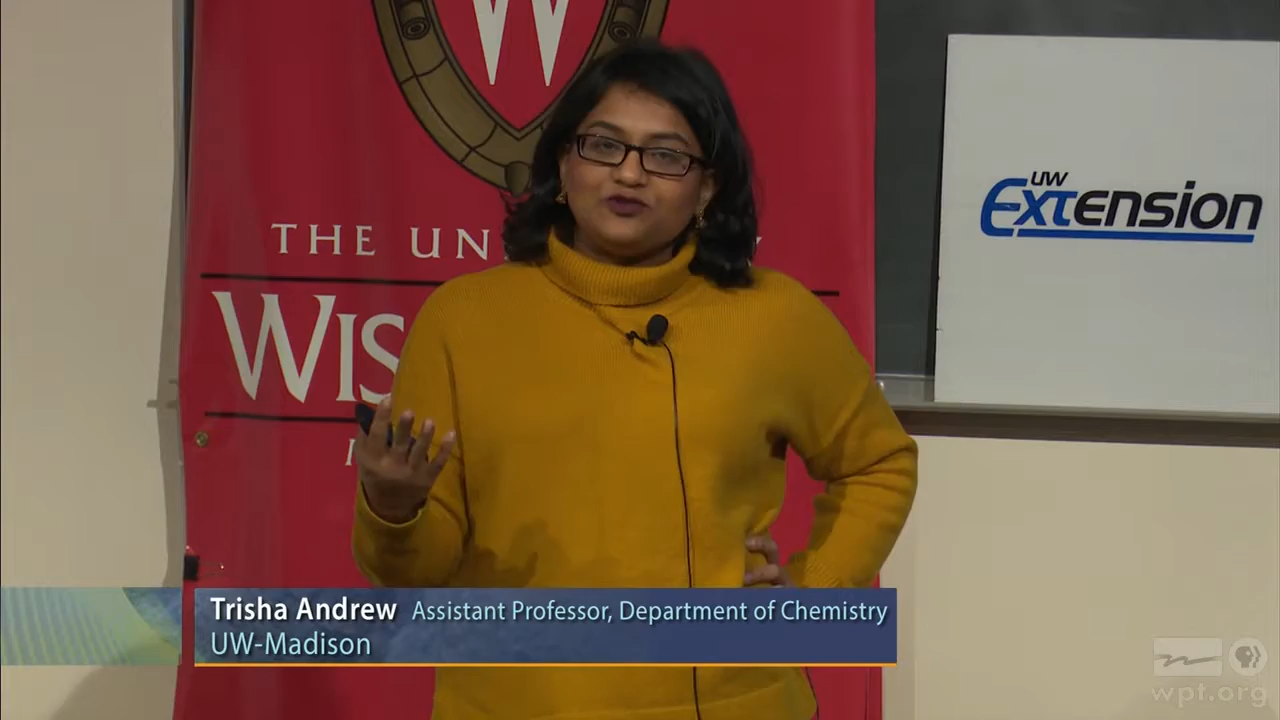 W
THE UN
Y
WIS
UW
Extension
Trisha Andrew Assistant Professor, Department of Chemistry
UW-Madison
wpt.org